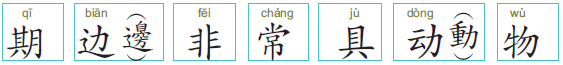 qī biān fēi cháng jù dòng wù
期 边(邊) 非 常 具 动(動) 物